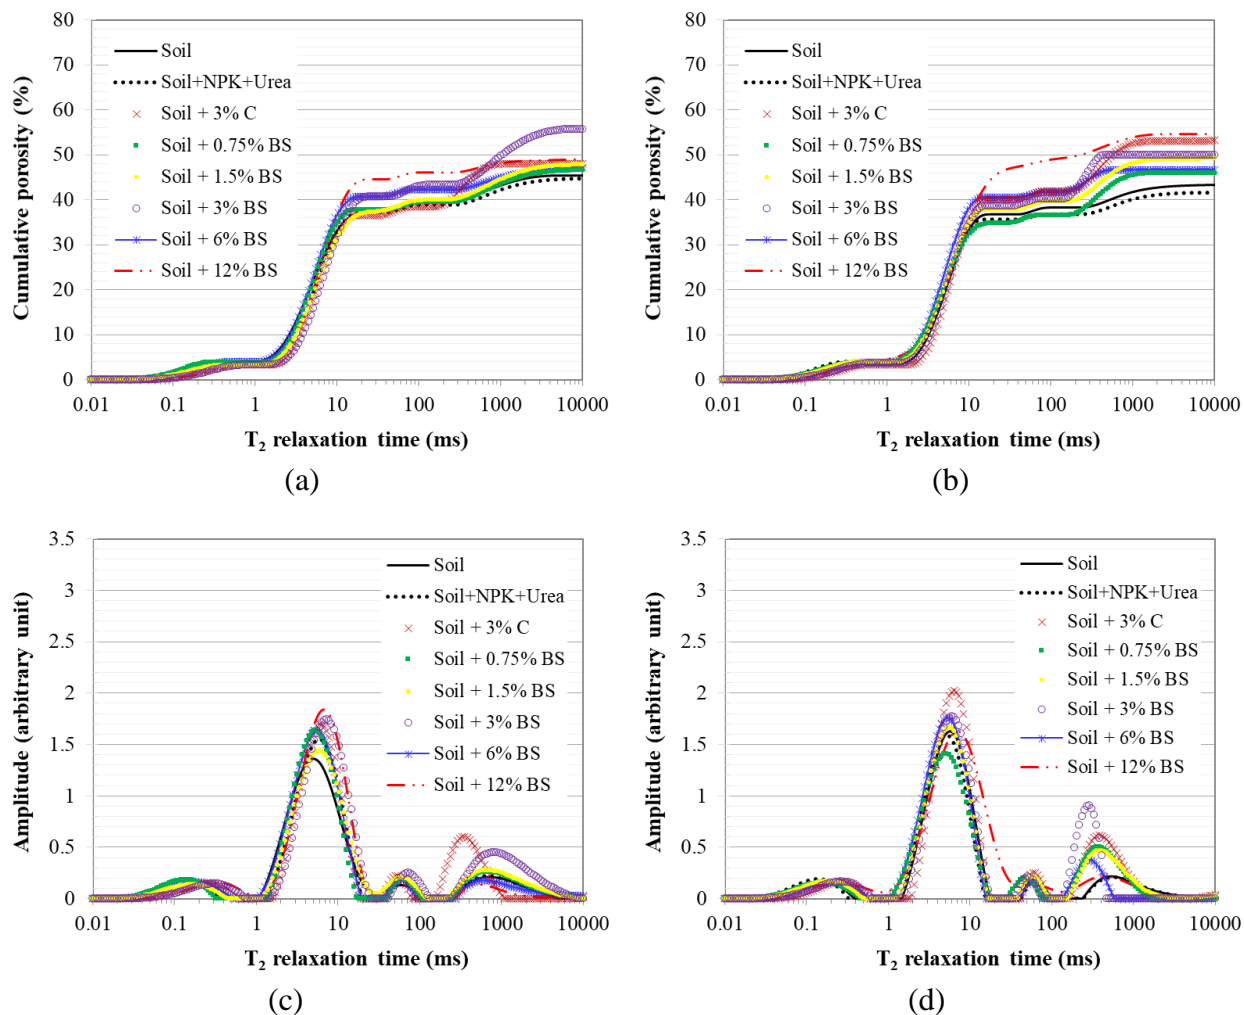 Cumulative porosity (%)
80
70
60
50
40
30
20
10
0
Soil
Soil+NPK+Urea
Soil + 3% C
Soil + 0.75% BS
Soil + 1.5% BS
Soil + 3% BS
Soil + 6% BS
Soil + 12% BS
0.01 0.1 1 10 100 1000 10000
T2 relaxation time (ms)
(a)
Cumulative porosity (%)
80
70
60
50
40
30
20
10
0
Soil
Soil+NPK+Urea
Soil + 3% C
Soil + 0.75% BS
Soil + 1.5% BS
Soil + 3% BS
Soil + 6% BS
Soil + 12% BS
0.01 0.1 1 10 100 1000 10000
T2 relaxation time (ms)
(b)
Amplitude (arbitrary unit)
3.5
3
2.5
2
1.5
1
0.5
0
Soil
Soil+NPK+Urea
Soil + 3% C
Soil + 0.75% BS
Soil + 1.5% BS
Soil + 3% BS
Soil + 6% BS
Soil + 12% BS
0.01 0.1 1 10 100 1000 10000
T2 relaxation time (ms)
(c)
Amplitude (arbitrary unit)
3.5
3
2.5
2
1.5
1
0.5
0
Soil
Soil+NPK+Urea
Soil + 3% C
Soil + 0.75% BS
Soil + 1.5% BS
Soil + 3% BS
Soil + 6% BS
Soil + 12% BS
0.01 0.1 1 10 100 1000 10000
T2 relaxation time (ms)
(d)